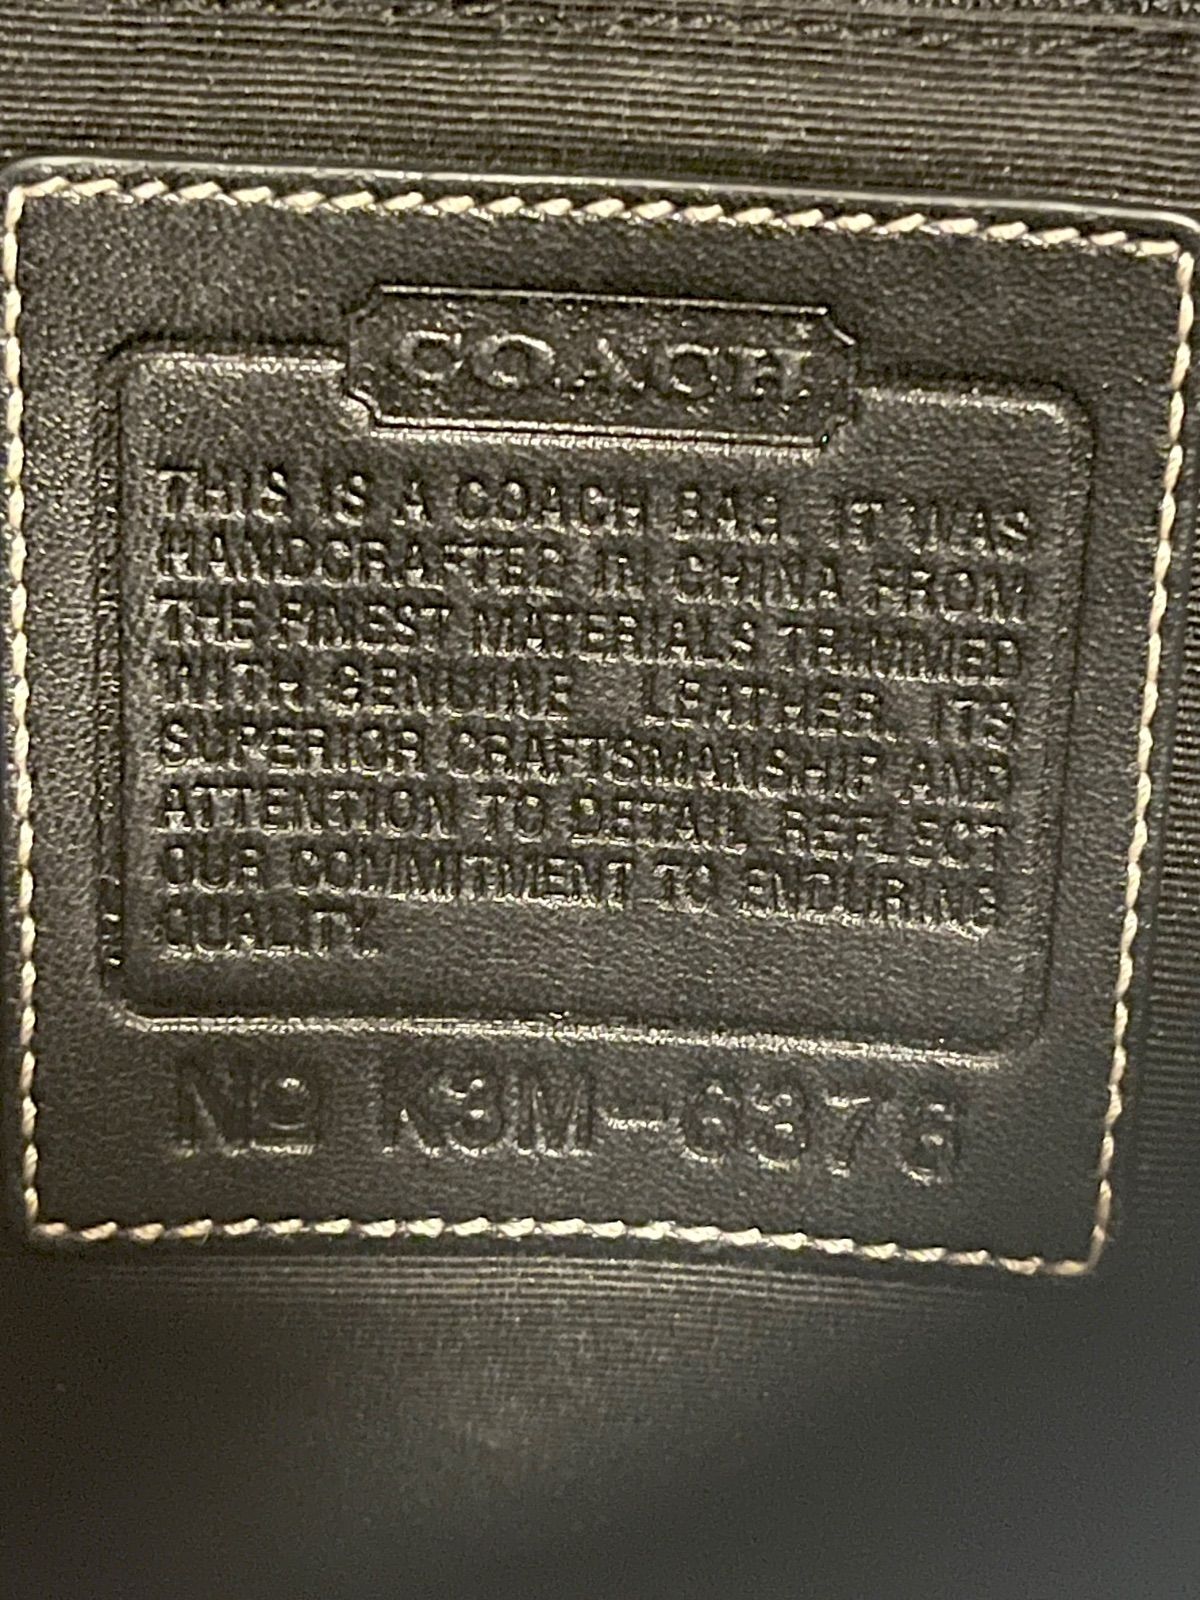 COACH
THIS IS A COACH BAG. IT WAS
HANDCRAFTED IN CHINA FROM
THE FINEST MATERIALS TRIMMED
WITH GENUINE LEATHER. ITS
SUPERIOR CRAFTSMANSHIP AND
ATTENTION TO DETAIL REFLECT
OUR COMMITMENT TO ENDURING
QUALITY.
Nº K3M-6376